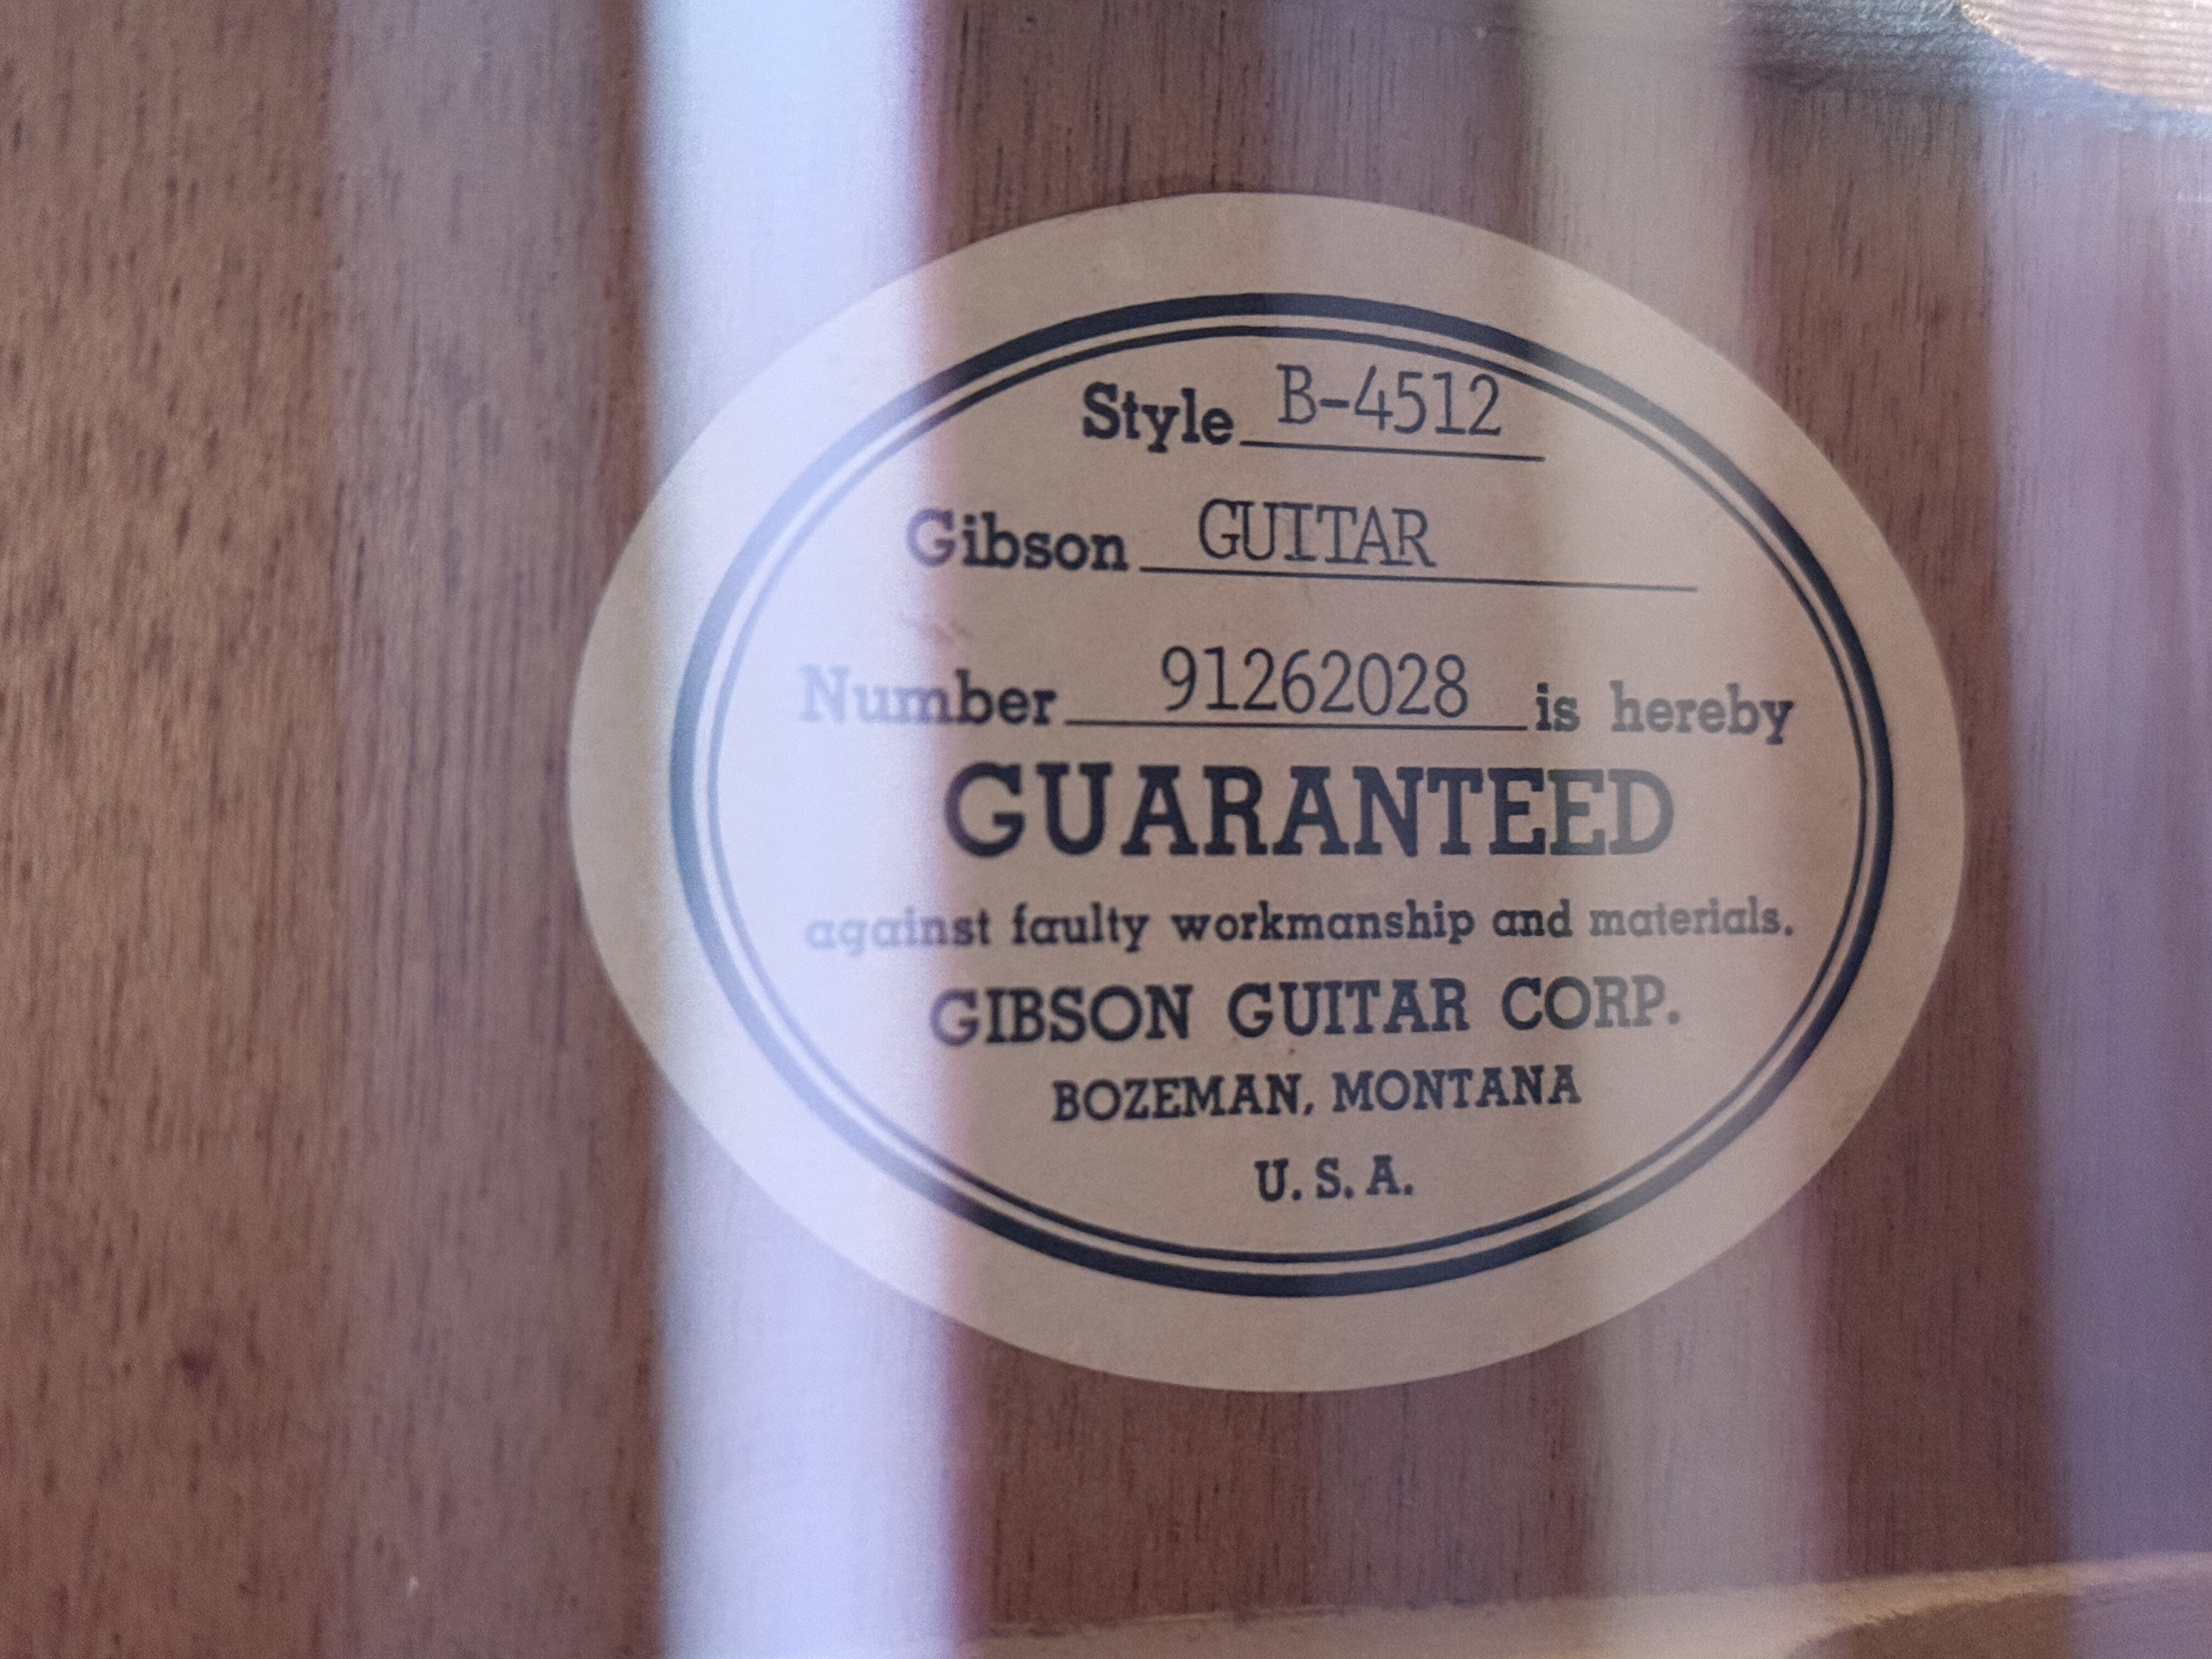 Style B-4512
Gibson GUITAR
Number 91262028 is hereby
GUARANTEED
against faulty workmanship and materials.
GIBSON GUITAR CORP.
BOZEMAN, MONTANA
U. S. A.